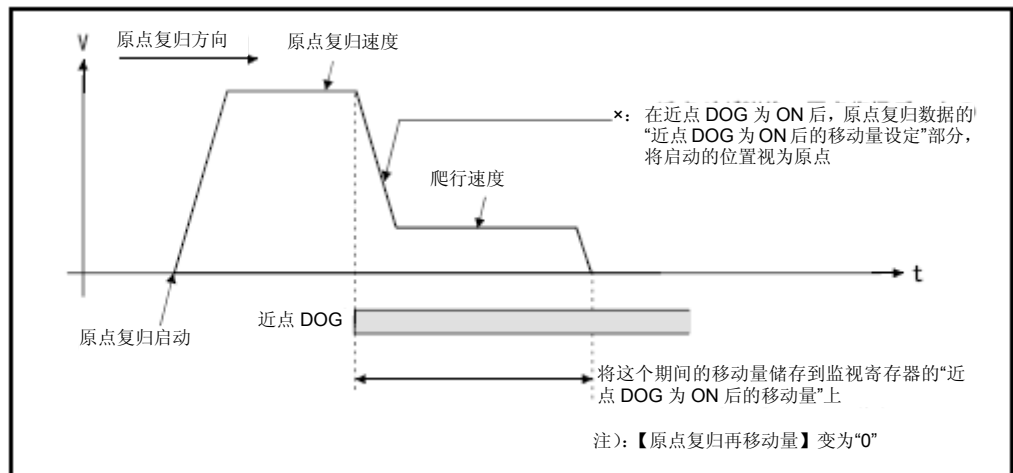 V
原点复归方向
原点复归速度
×：在近点 DOG 为 ON 后，原点复归数据的
“近点 DOG 为 ON 后的移动量设定”部分，
将启动的位置视为原点
爬行速度
t
近点 DOG
原点复归启动
将这个期间的移动量储存到监视寄存器的“近
点 DOG 为 ON 后的移动量”上
注）：【原点复归再移动量】变为“0”